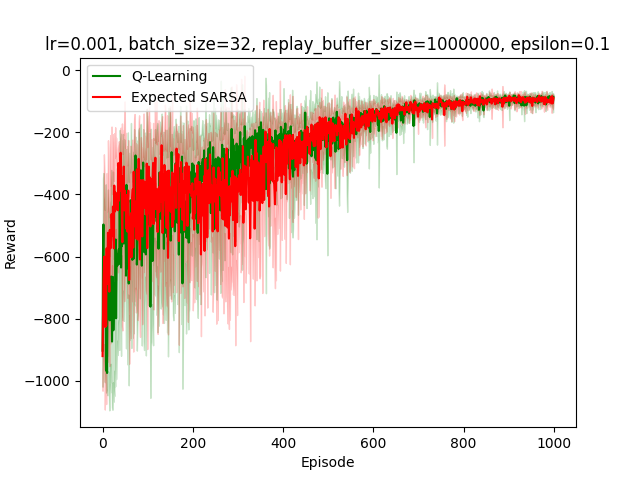 lr=0.001, batch_size=32, replay_buffer_size=1000000, epsilon=0.1
Q-Learning
Expected SARSA
0
−200
−400
−600
−800
−1000
Reward
0 200 400 600 800 1000
Episode